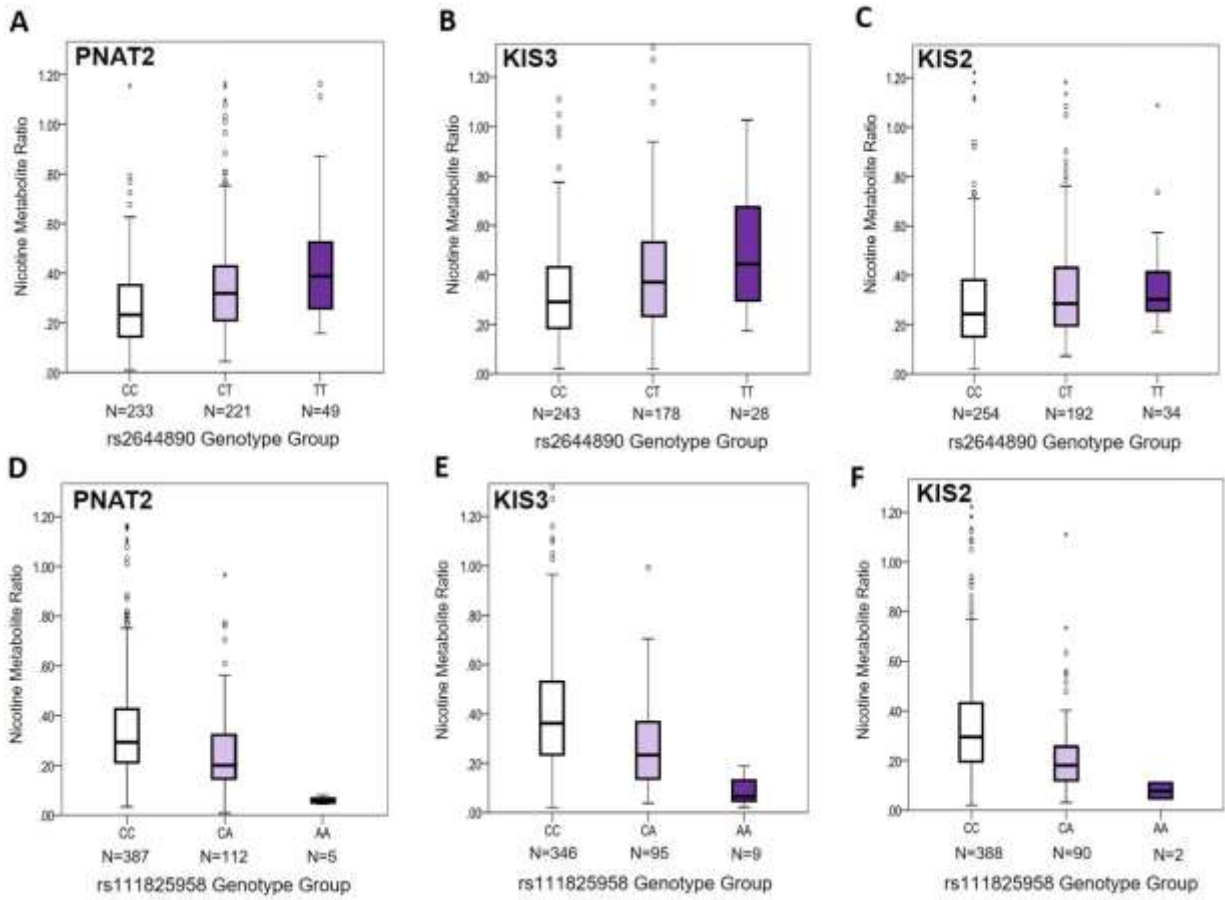 A
PNAT2
Nicotine Metabolite Ratio
1.20
1.00
.80
.60
.40
.20
.00
CC CT TT
N=233 N=221 N=49
rs2644890 Genotype Group
B
KIS3
Nicotine Metabolite Ratio
1.20
1.00
.80
.60
.40
.20
.00
CC CT TT
N=243 N=178 N=28
rs2644890 Genotype Group
C
KIS2
Nicotine Metabolite Ratio
1.20
1.00
.80
.60
.40
.20
.00
CC CT TT
N=254 N=192 N=34
rs2644890 Genotype Group
D
PNAT2
Nicotine Metabolite Ratio
1.20
1.00
.80
.60
.40
.20
.00
CC CA AA
N=387 N=112 N=5
rs111825958 Genotype Group
E
KIS3
Nicotine Metabolite Ratio
1.20
1.00
.80
.60
.40
.20
.00
CC CA AA
N=346 N=95 N=9
rs111825958 Genotype Group
F
KIS2
Nicotine Metabolite Ratio
1.20
1.00
.80
.60
.40
.20
.00
CC CA AA
N=388 N=90 N=2
rs111825958 Genotype Group